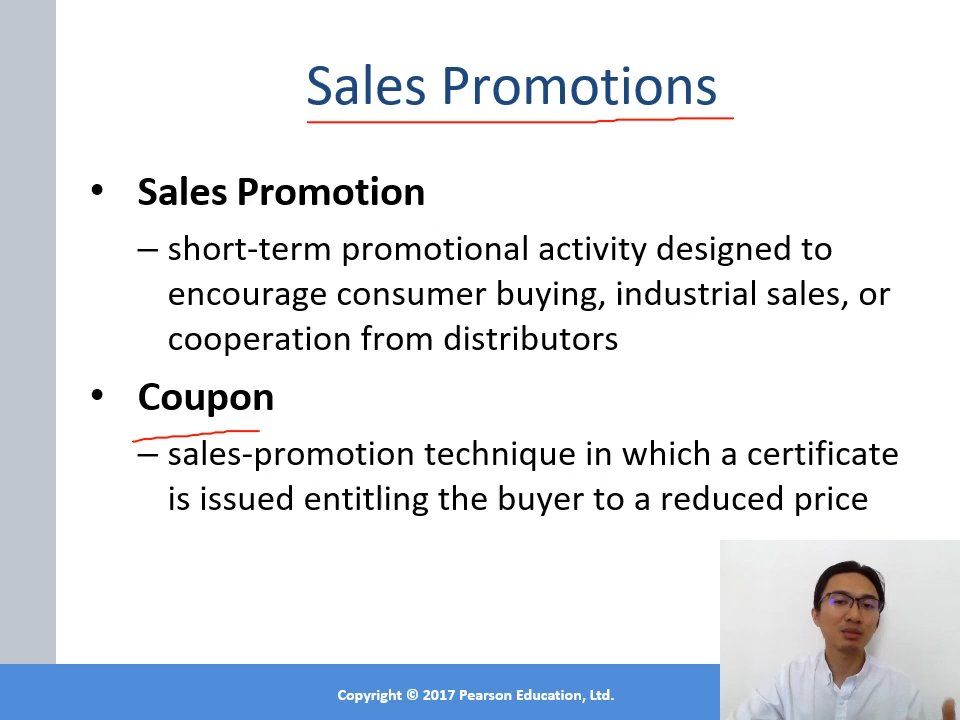 Sales Promotions
• Sales Promotion
– short-term promotional activity designed to
encourage consumer buying, industrial sales, or
cooperation from distributors
• Coupon
– sales-promotion technique in which a certificate
is issued entitling the buyer to a reduced price
Copyright © 2017 Pearson Education, Ltd.